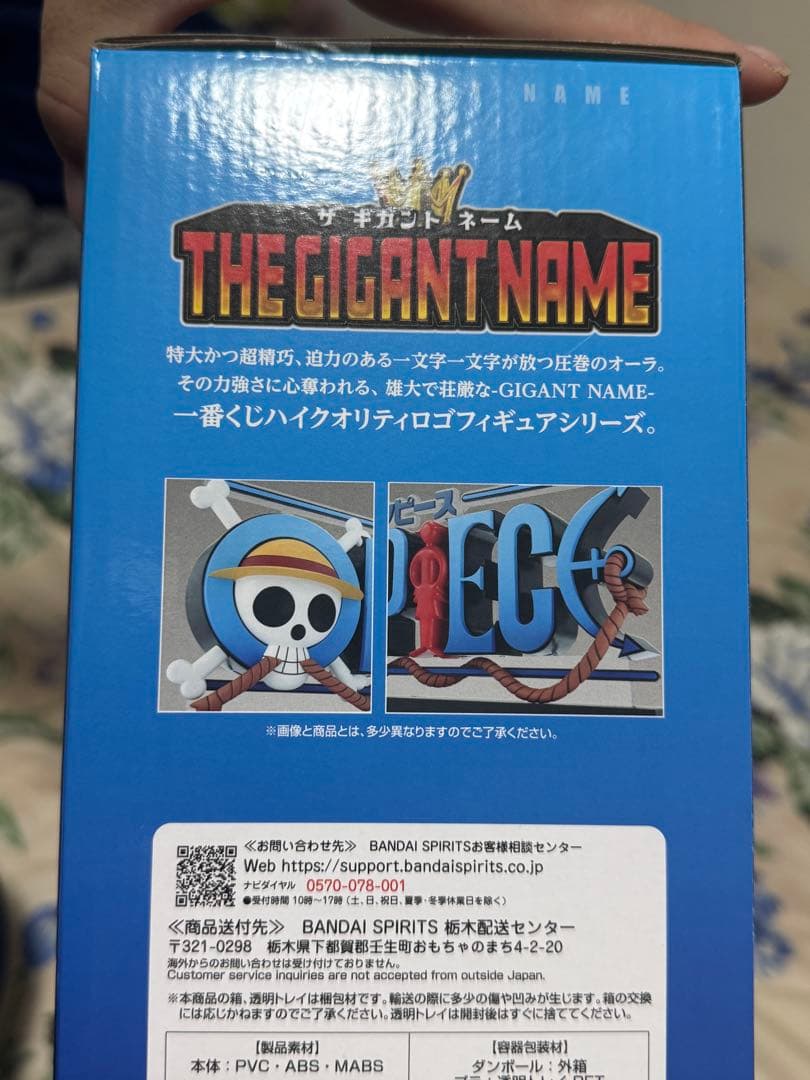 NAME
ザ ギガント ネーム
THE GIGANT NAME
特大かつ超精巧、迫力のある一文字一文字が放つ圧巻のオーラ。
その力強さに心奪われる、雄大で荘厳な-GIGANT NAME-
一番くじハイクオリティロゴフィギュアシリーズ。
ピース
PIECE
※画像と商品とは、多少異なりますのでご了承ください。
≪お問い合わせ先≫ BANDAI SPIRITSお客様相談センター
Web https://support.bandaispirits.co.jp
ナビダイヤル 0570-078-001
●受付時間 10時〜17時（土、日、祝日、夏季・冬季休業日を除く）
≪商品送付先≫ BANDAI SPIRITS 栃木配送センター
〒321-0298 栃木県下都賀郡壬生町おもちゃのまち4-2-20
海外からのお問い合わせは受け付けておりません。
Customer service inquiries are not accepted from outside Japan.
※本商品の箱、透明トレイは梱包材です。輸送の際に多少の傷や凹みが生じます。箱の交換
には応じかねますのでご了承ください。透明トレイは開封後はすぐに捨ててください。
【製品素材】
本体：PVC・ABS・MABS
【容器包装材】
ダンボール：外箱
プラ：透明トレイ PET